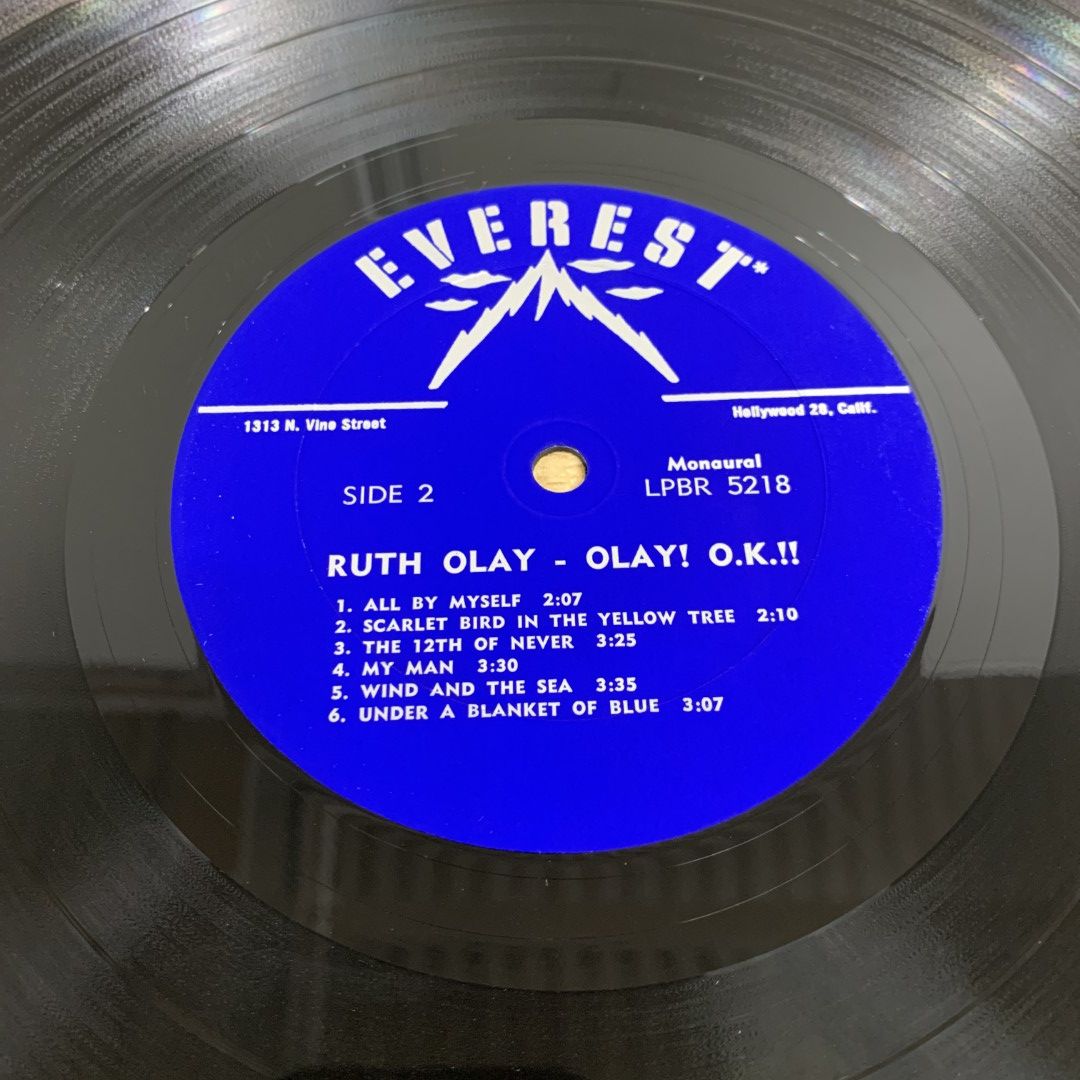 EVEREST*
1313 N. Vine Street
Hollywood 28, Calif.
SIDE 2
Monaural
LPBR 5218
RUTH OLAY - OLAY! O.K.!!
1. ALL BY MYSELF 2:07
2. SCARLET BIRD IN THE YELLOW TREE 2:10
3. THE 12TH OF NEVER 3:25
4. MY MAN 3:30
5. WIND AND THE SEA 3:35
6. UNDER A BLANKET OF BLUE 3:07